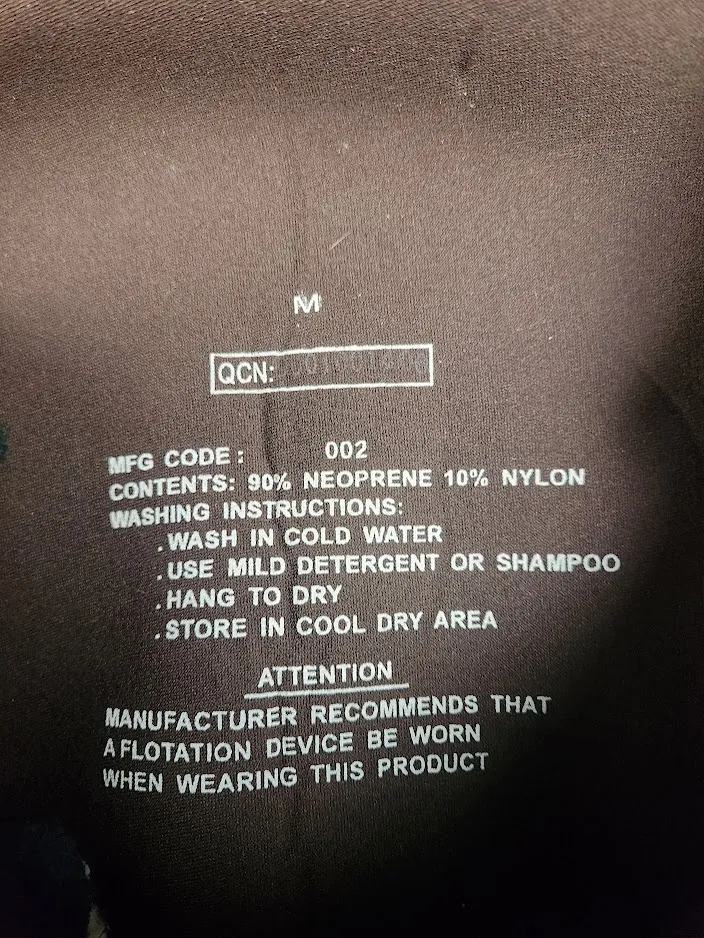 M
QCN:
MFG CODE : 002
CONTENTS: 90% NEOPRENE 10% NYLON
WASHING INSTRUCTIONS:
.WASH IN COLD WATER
.USE MILD DETERGENT OR SHAMPOO
.HANG TO DRY
.STORE IN COOL DRY AREA
ATTENTION
MANUFACTURER RECOMMENDS THAT
A FLOTATION DEVICE BE WORN
WHEN WEARING THIS PRODUCT